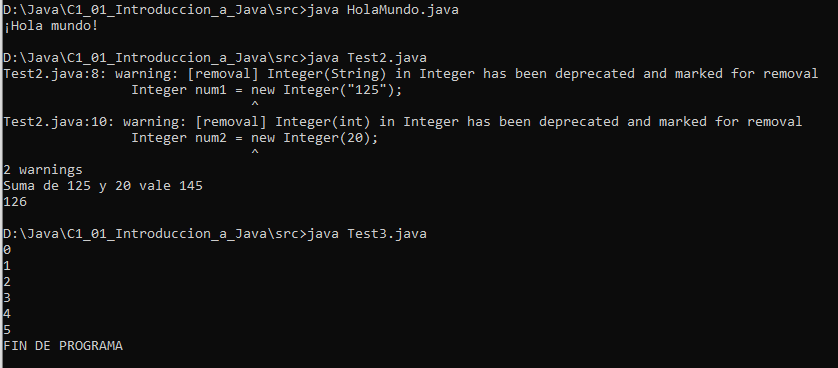 D:\Java\C1_01_Introduccion_a_Java\src>java HolaMundo.java
¡Hola mundo!
D:\Java\C1_01_Introduccion_a_Java\src>java Test2.java
Test2.java:8: warning: [removal] Integer(String) in Integer has been deprecated and marked for removal
                Integer num1 = new Integer("125");
                               ^
Test2.java:10: warning: [removal] Integer(int) in Integer has been deprecated and marked for removal
                Integer num2 = new Integer(20);
                               ^
2 warnings
Suma de 125 y 20 vale 145
126
D:\Java\C1_01_Introduccion_a_Java\src>java Test3.java
0
1
2
3
4
5
FIN DE PROGRAMA